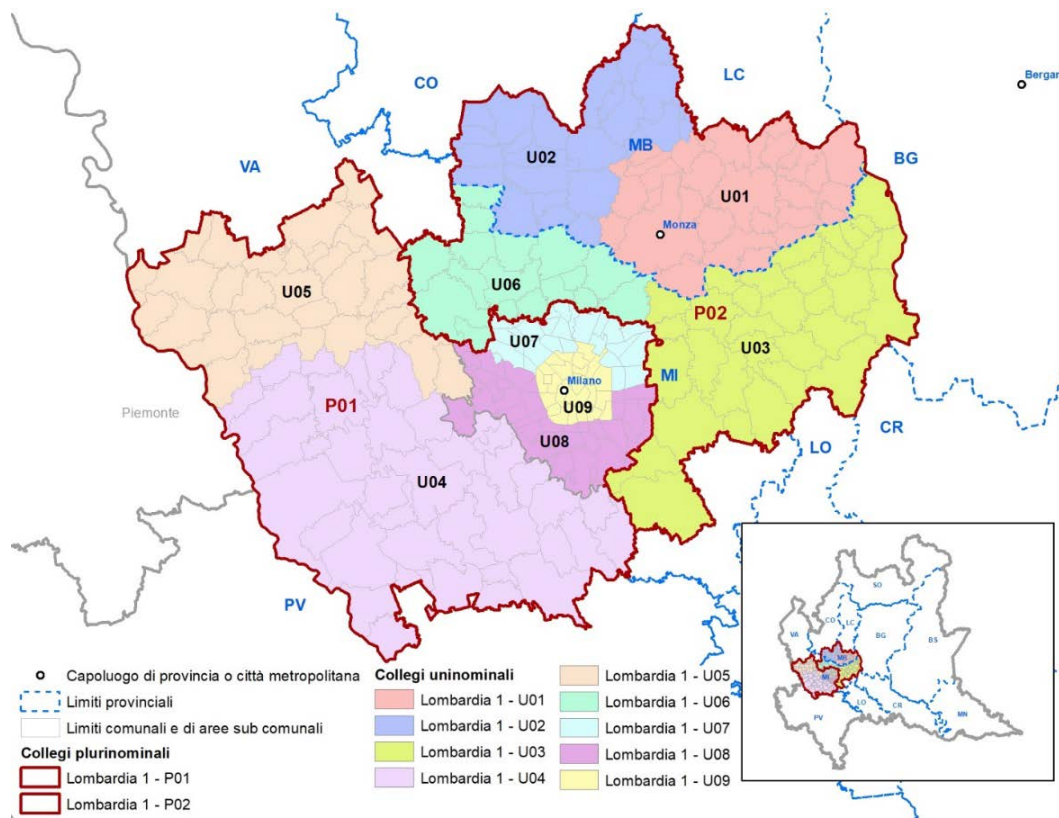 CO
LC
Bergar
VA
U02
MB
BG
U01
Monza
U05
U06
P02
U07
U03
MI
Milano
Piemonte
P01
U09
CR
U08
LO
U04
PV
SO
CO
LC
VA
BG
BS
MB
MI
LO
CR
PV
MN
Capoluogo di provincia o città metropolitana
Limiti provinciali
Limiti comunali e di aree sub comunali
Collegi plurinominali
Lombardia 1 - P01
Lombardia 1 - P02
Collegi uninominali
Lombardia 1 - U01
Lombardia 1 - U02
Lombardia 1 - U03
Lombardia 1 - U04
Lombardia 1 - U05
Lombardia 1 - U06
Lombardia 1 - U07
Lombardia 1 - U08
Lombardia 1 - U09